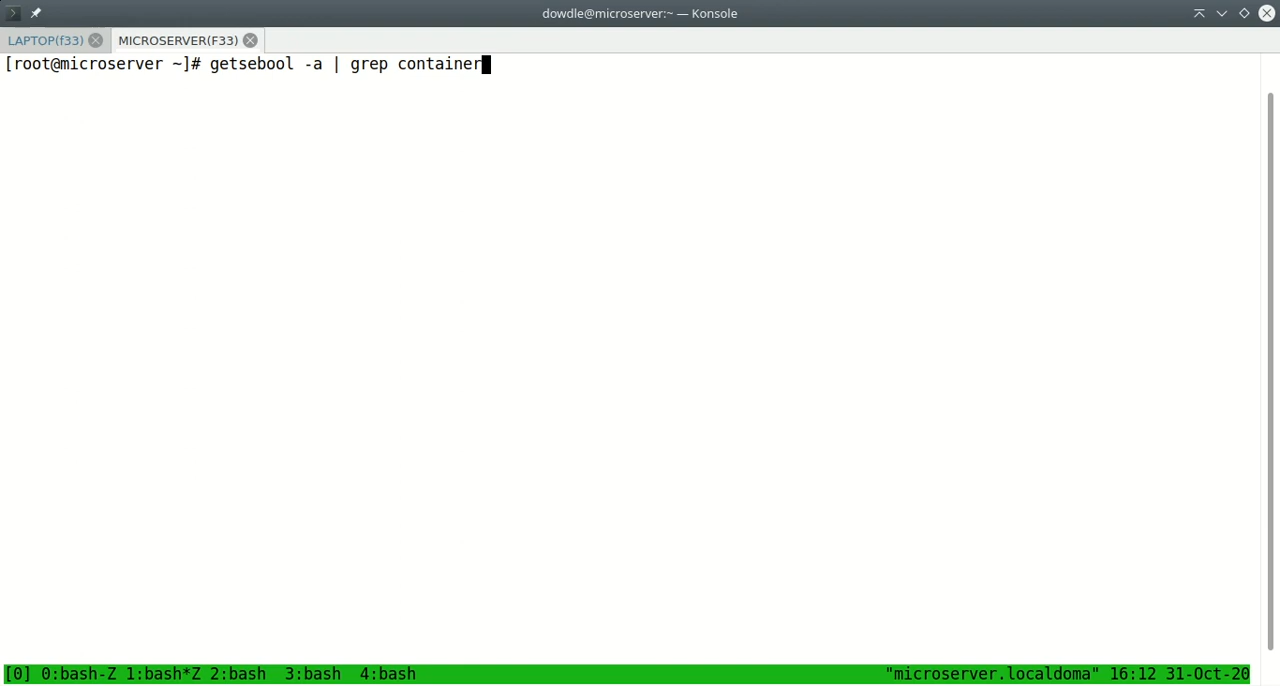 dowdle@microserver:~ — Konsole
LAPTOP(f33) MICROSERVER(F33)
[root@microserver ~]# getsebool -a | grep container
[0] 0:bash-Z 1:bash*Z 2:bash  3:bash  4:bash "microserver.localdoma" 16:12 31-Oct-20